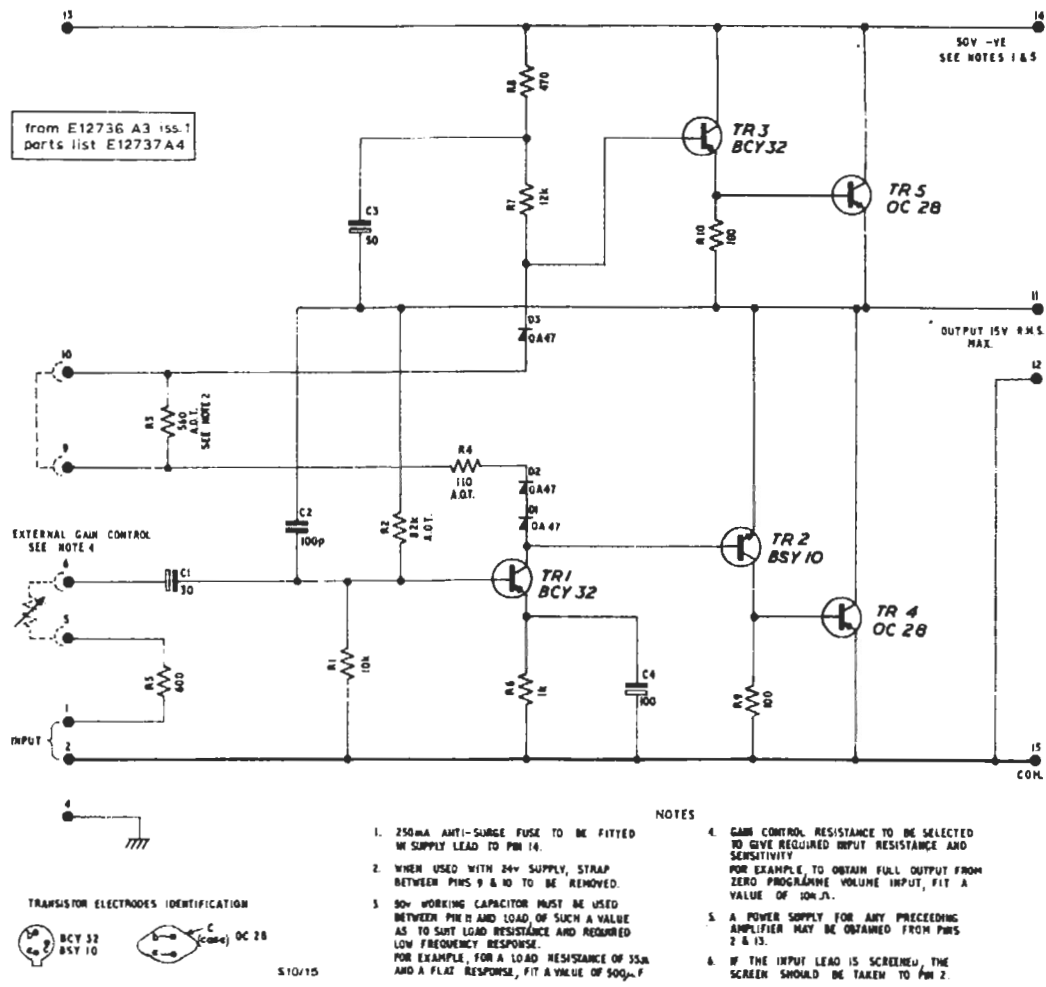 13
14
50V -VE
SEE NOTES 1 & 5
R8
470
from E12736 A3 iss.1
parts list E12737A4
TR 3
BCY 32
R7
12k
TR 5
OC 28
C3
50
R10
100
11
D3
OA47
OUTPUT 15V R.M.S.
MAX.
10
12
R3
560
A.O.T.
SEE NOTE 2
9
R4
110
A.O.T.
D2
OA47
C2
100p
R2
82k
A.O.T.
D1
OA47
EXTERNAL GAIN CONTROL
SEE NOTE 4
TR 2
BSY 10
6
C1
50
TR 1
BCY 32
5
TR 4
OC 28
R5
600
R1
10k
R6
1k
C4
100
R9
100
1
INPUT
2
15
COM.
4
NOTES
1. 250mA ANTI-SURGE FUSE TO BE FITTED
IN SUPPLY LEAD TO PIN 14.
2. WHEN USED WITH 24v SUPPLY, STRAP
BETWEEN PINS 9 & 10 TO BE REMOVED.
3 50v WORKING CAPACITOR MUST BE USED
BETWEEN PIN 11 AND LOAD, OF SUCH A VALUE
AS TO SUIT LOAD RESISTANCE AND REQUIRED
LOW FREQUENCY RESPONSE.
FOR EXAMPLE, FOR A LOAD RESISTANCE OF 35Ω
AND A FLAT RESPONSE, FIT A VALUE OF 500μF
4. GAIN CONTROL RESISTANCE TO BE SELECTED
TO GIVE REQUIRED INPUT RESISTANCE AND
SENSITIVITY
FOR EXAMPLE, TO OBTAIN FULL OUTPUT FROM
ZERO PROGRAMME VOLUME INPUT, FIT A
VALUE OF 10K Ω.
5. A POWER SUPPLY FOR ANY PRECEEDING
AMPLIFIER MAY BE OBTAINED FROM PINS
2 & 13.
6. IF THE INPUT LEAD IS SCREENED, THE
SCREEN SHOULD BE TAKEN TO PIN 2.
TRANSISTOR ELECTRODES IDENTIFICATION
b
e
c
BCY 32
BSY 10
b
e
C
(case)
OC 28
S10/15